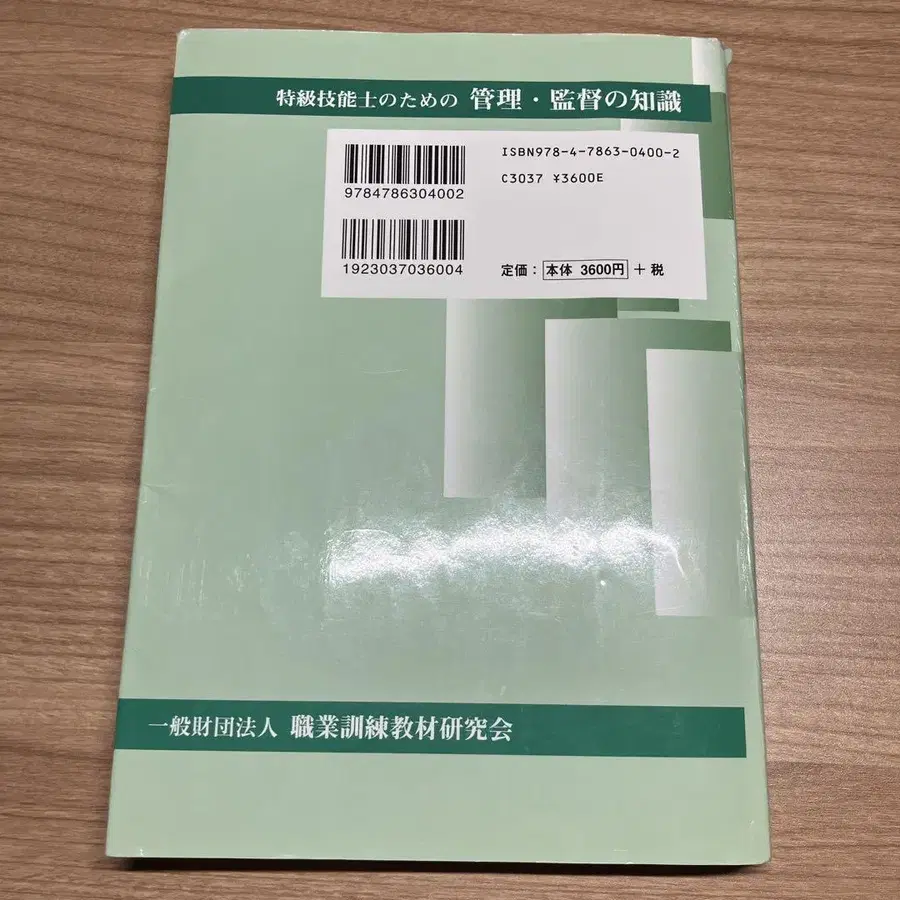 特級技能士のための 管理・監督の知識
ISBN978-4-7863-0400-2
C3037 ¥3600E
9784786304002
1923037036004
定価： 本体 3600円 ＋ 税
一般財団法人 職業訓練教材研究会